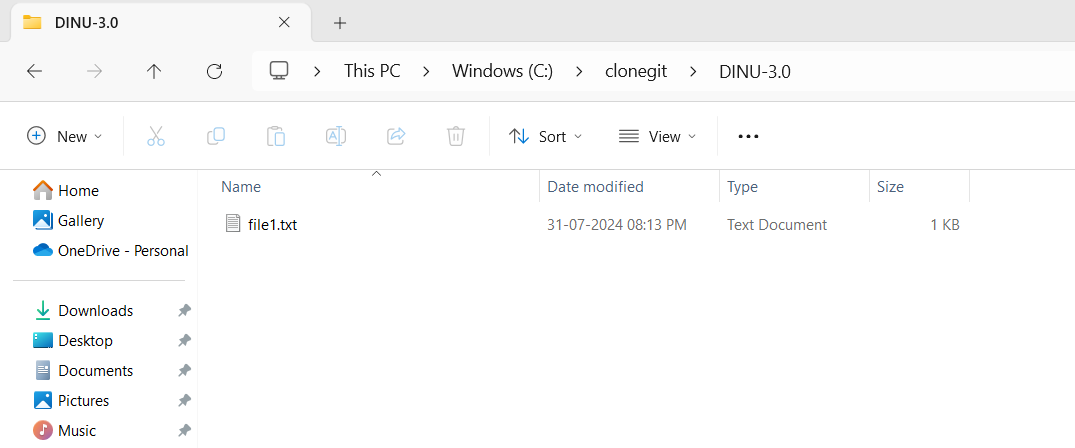 DINU-3.0
This PC > Windows (C:) > clonegit > DINU-3.0
New Sort View
Name Date modified Type Size
file1.txt 31-07-2024 08:13 PM Text Document 1 KB
Home
Gallery
OneDrive - Personal
Downloads
Desktop
Documents
Pictures
Music